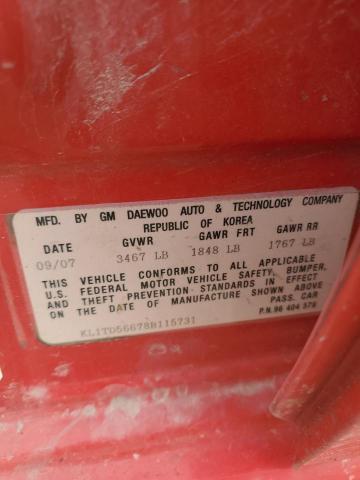 MFD. BY GM DAEWOO AUTO & TECHNOLOGY COMPANY
REPUBLIC OF KOREA
DATE GVWR GAWR FRT GAWR RR
09/07 3467 LB 1848 LB 1767 LB
THIS VEHICLE CONFORMS TO ALL APPLICABLE
U.S. FEDERAL MOTOR VEHICLE SAFETY, BUMPER,
AND THEFT PREVENTION STANDARDS IN EFFECT
ON THE DATE OF MANUFACTURE SHOWN ABOVE
PASS. CAR
KL1TD56678B115731
P.N. 96 404 576